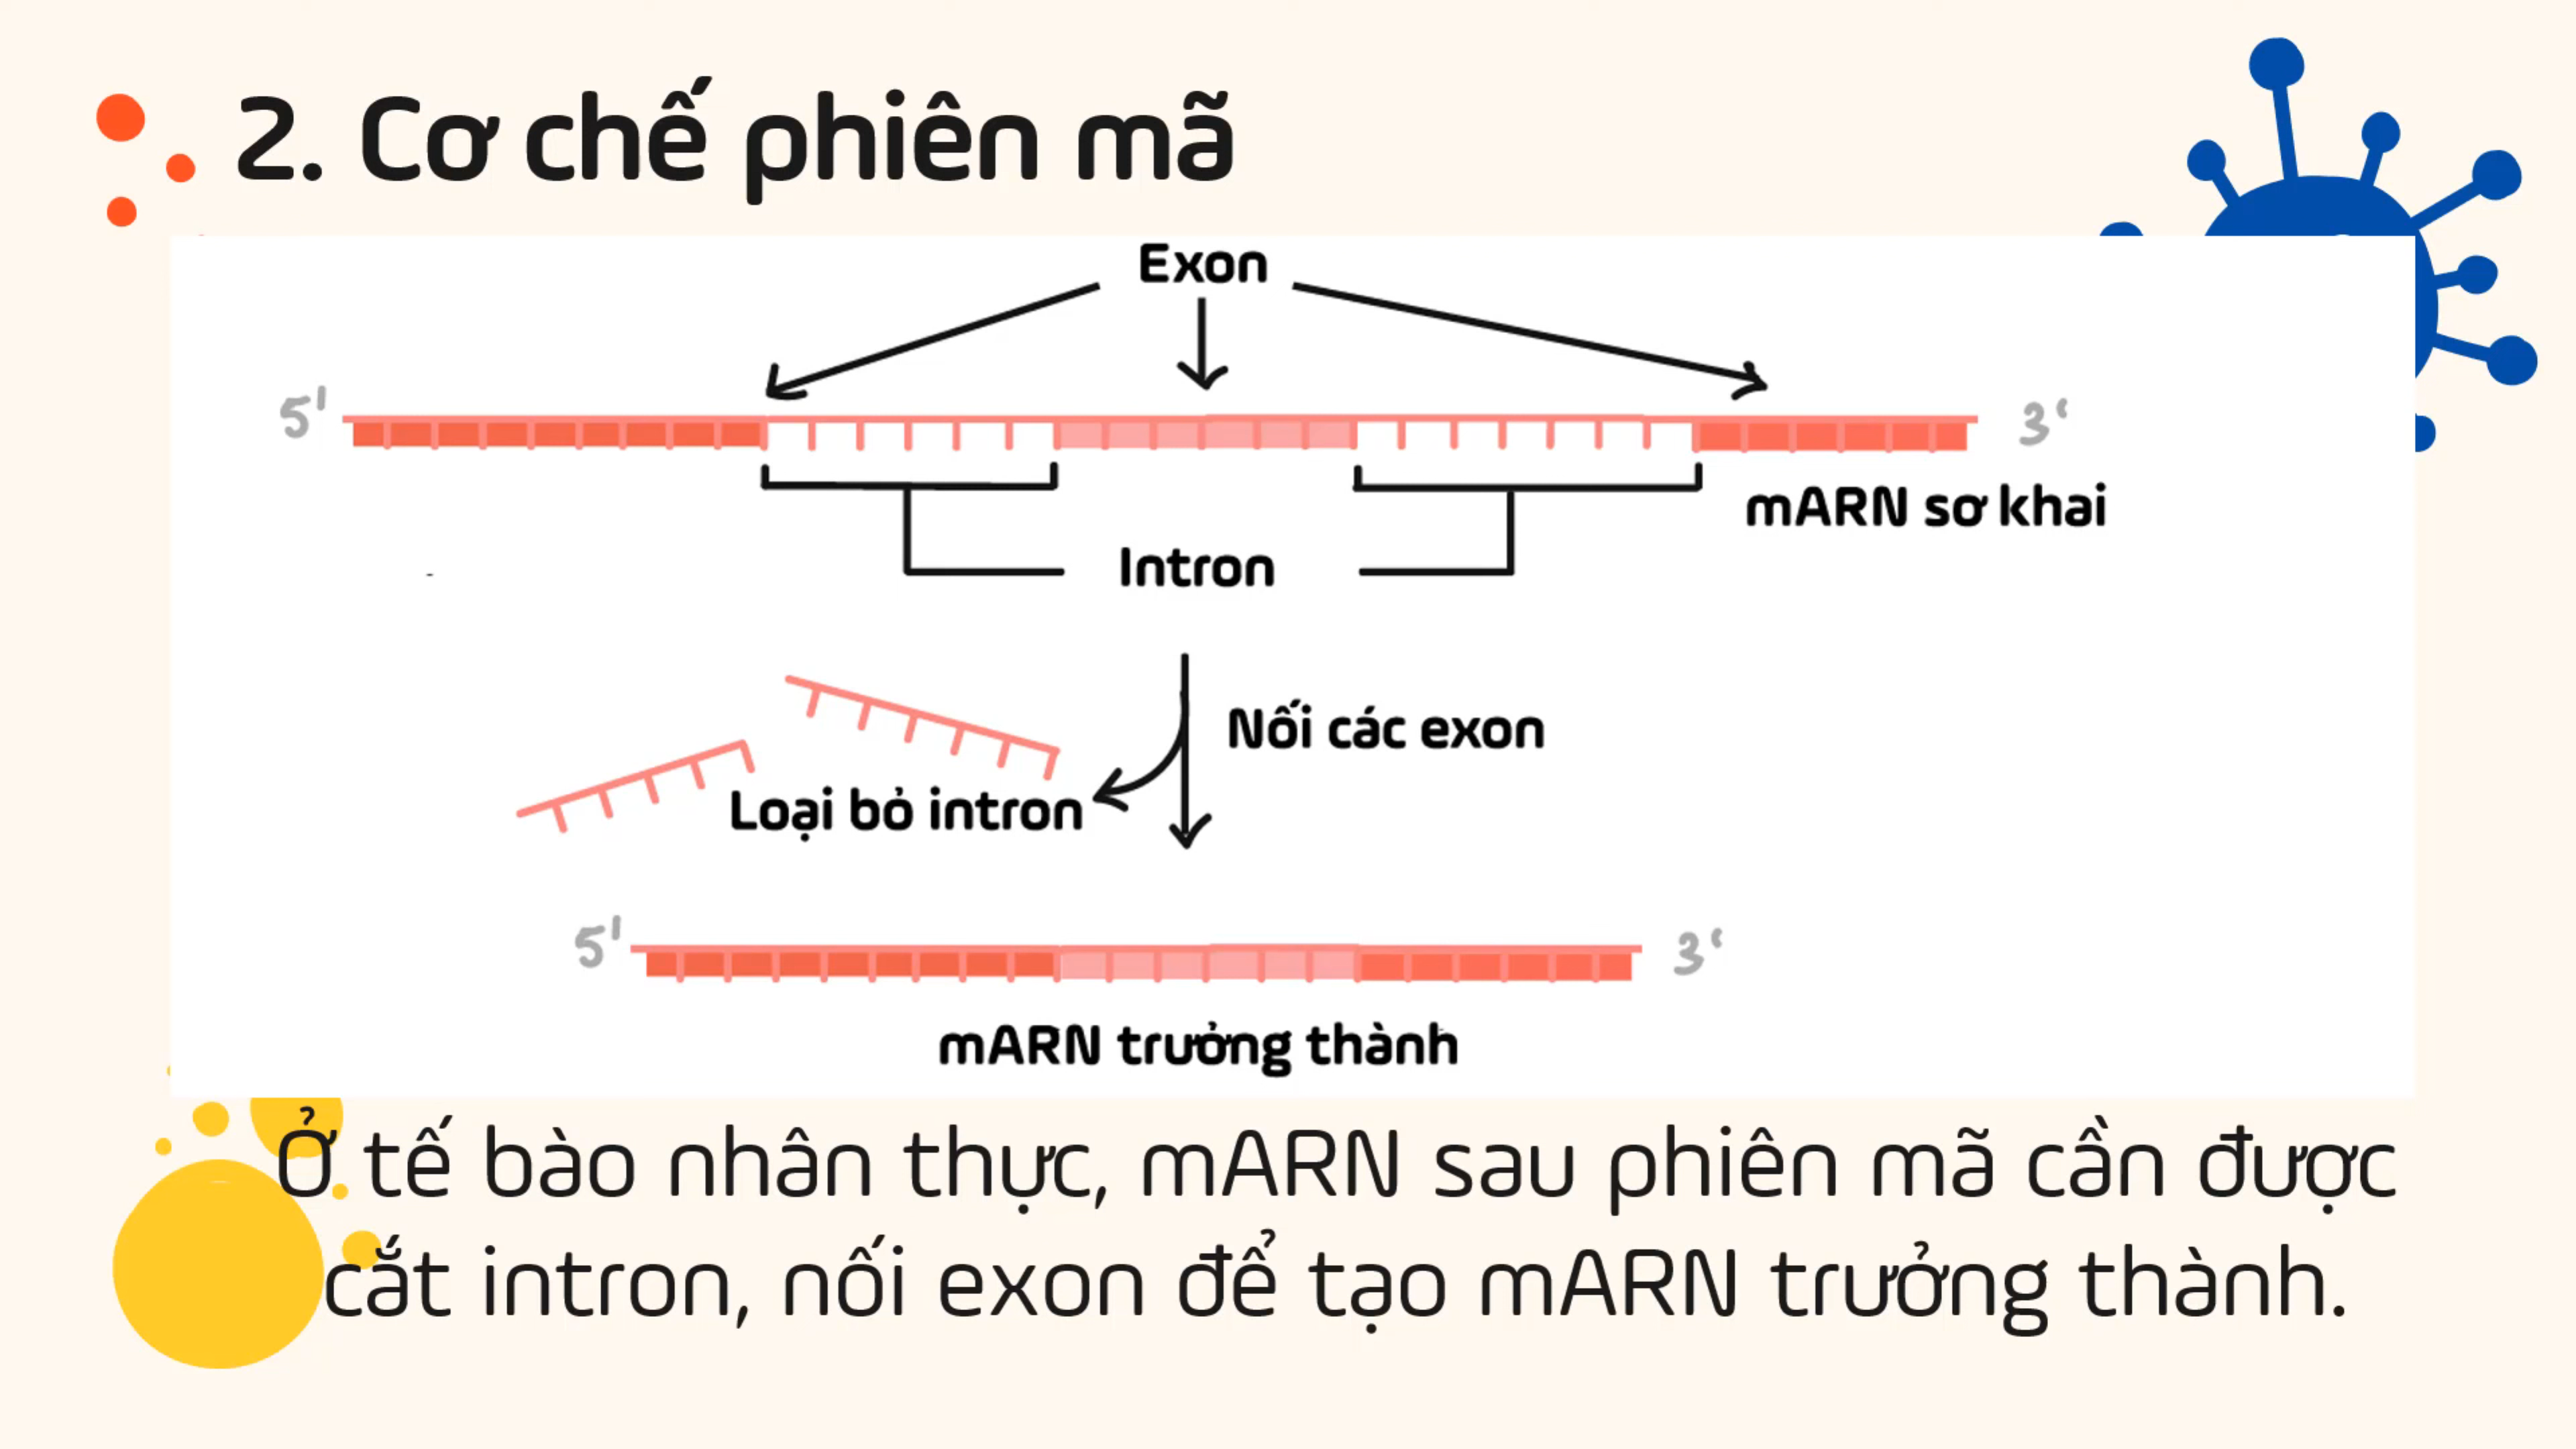 2. Cơ chế phiên mã
Exon
5'
3'
mARN sơ khai
Intron
Nối các exon
Loại bỏ intron
5'
3'
mARN trưởng thành
Ở tế bào nhân thực, mARN sau phiên mã cần được
cắt intron, nối exon để tạo mARN trưởng thành.